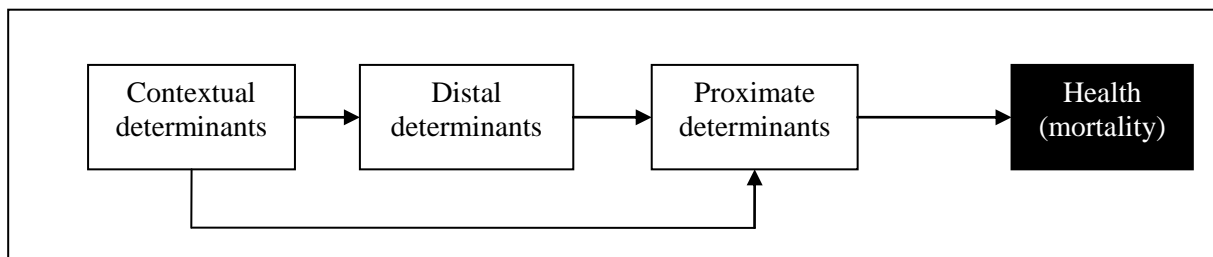 Contextual
determinants
Distal
determinants
Proximate
determinants
Health
(mortality)